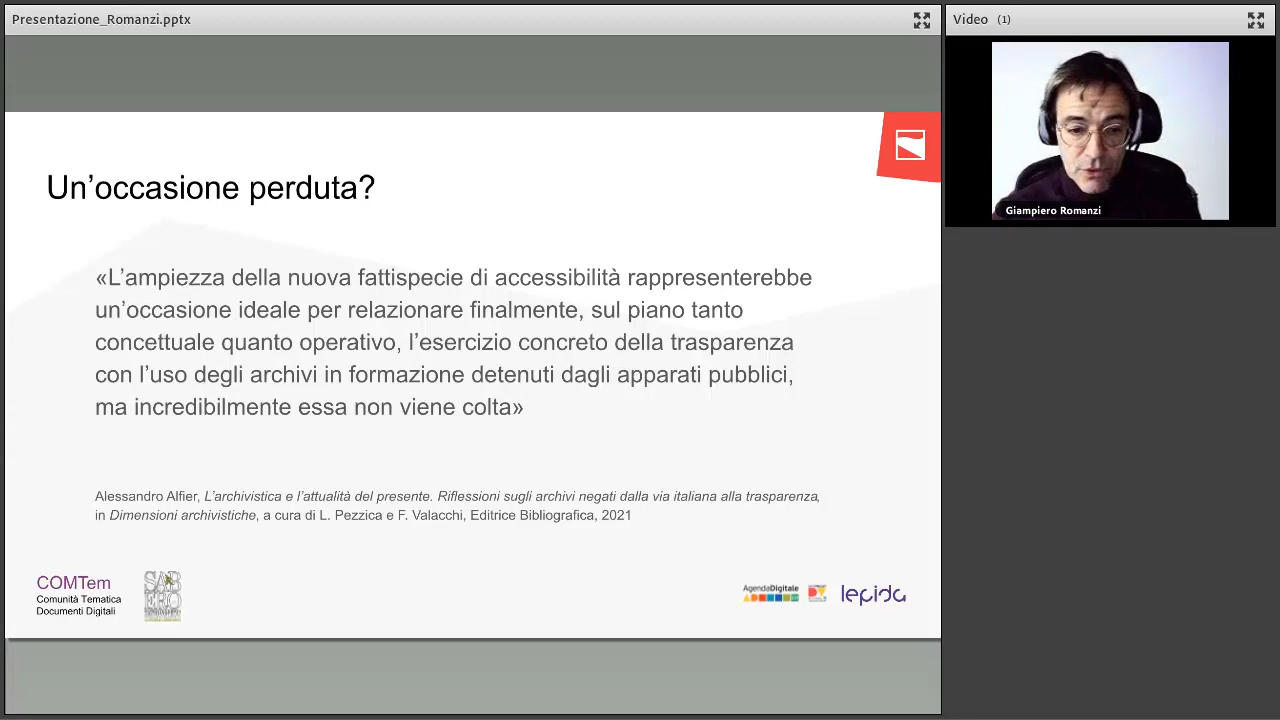 Presentazione_Romanzi.pptx
Video (1)
Giampiero Romanzi
Un’occasione perduta?
«L’ampiezza della nuova fattispecie di accessibilità rappresenterebbe
un’occasione ideale per relazionare finalmente, sul piano tanto
concettuale quanto operativo, l’esercizio concreto della trasparenza
con l’uso degli archivi in formazione detenuti dagli apparati pubblici,
ma incredibilmente essa non viene colta»
Alessandro Alfier, L’archivistica e l’attualità del presente. Riflessioni sugli archivi negati dalla via italiana alla trasparenza,
in Dimensioni archivistiche, a cura di L. Pezzica e F. Valacchi, Editrice Bibliografica, 2021
COMTem
Comunità Tematica
Documenti Digitali
SAB
ERO
AgendaDigitale
lepida